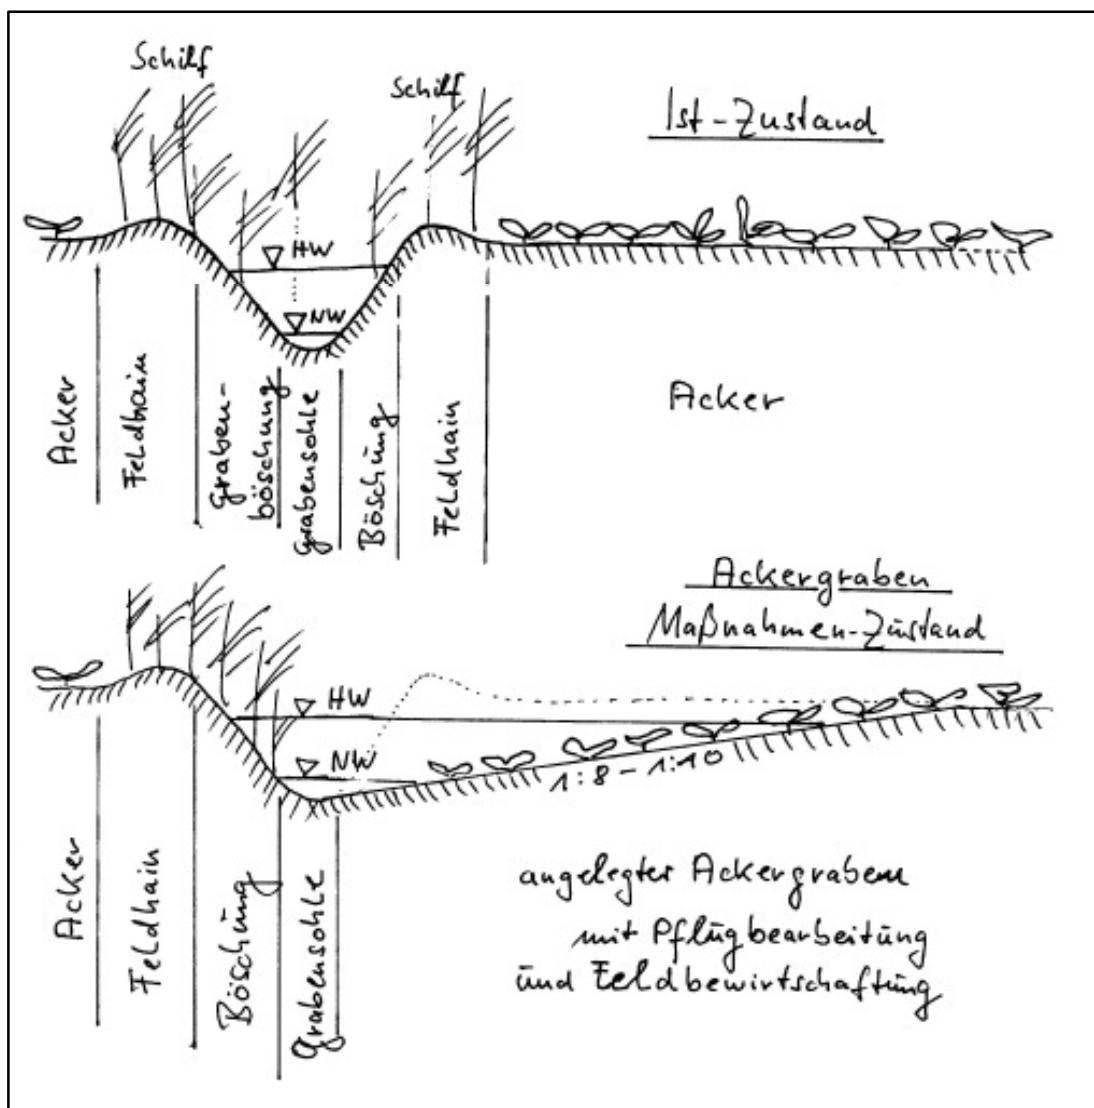 Schilf
Schilf
Ist-Zustand
HW
NW
Acker
Feldhain
Graben-
böschung
Grabensohle
Böschung
Feldhain
Acker
Ackergraben
Maßnahmen-Zustand
HW
NW
1:8-1:10
Acker
Feldhain
Böschung
Grabensohle
angelegter Ackergraben
mit Pflugbearbeitung
und Feldbewirtschaftung